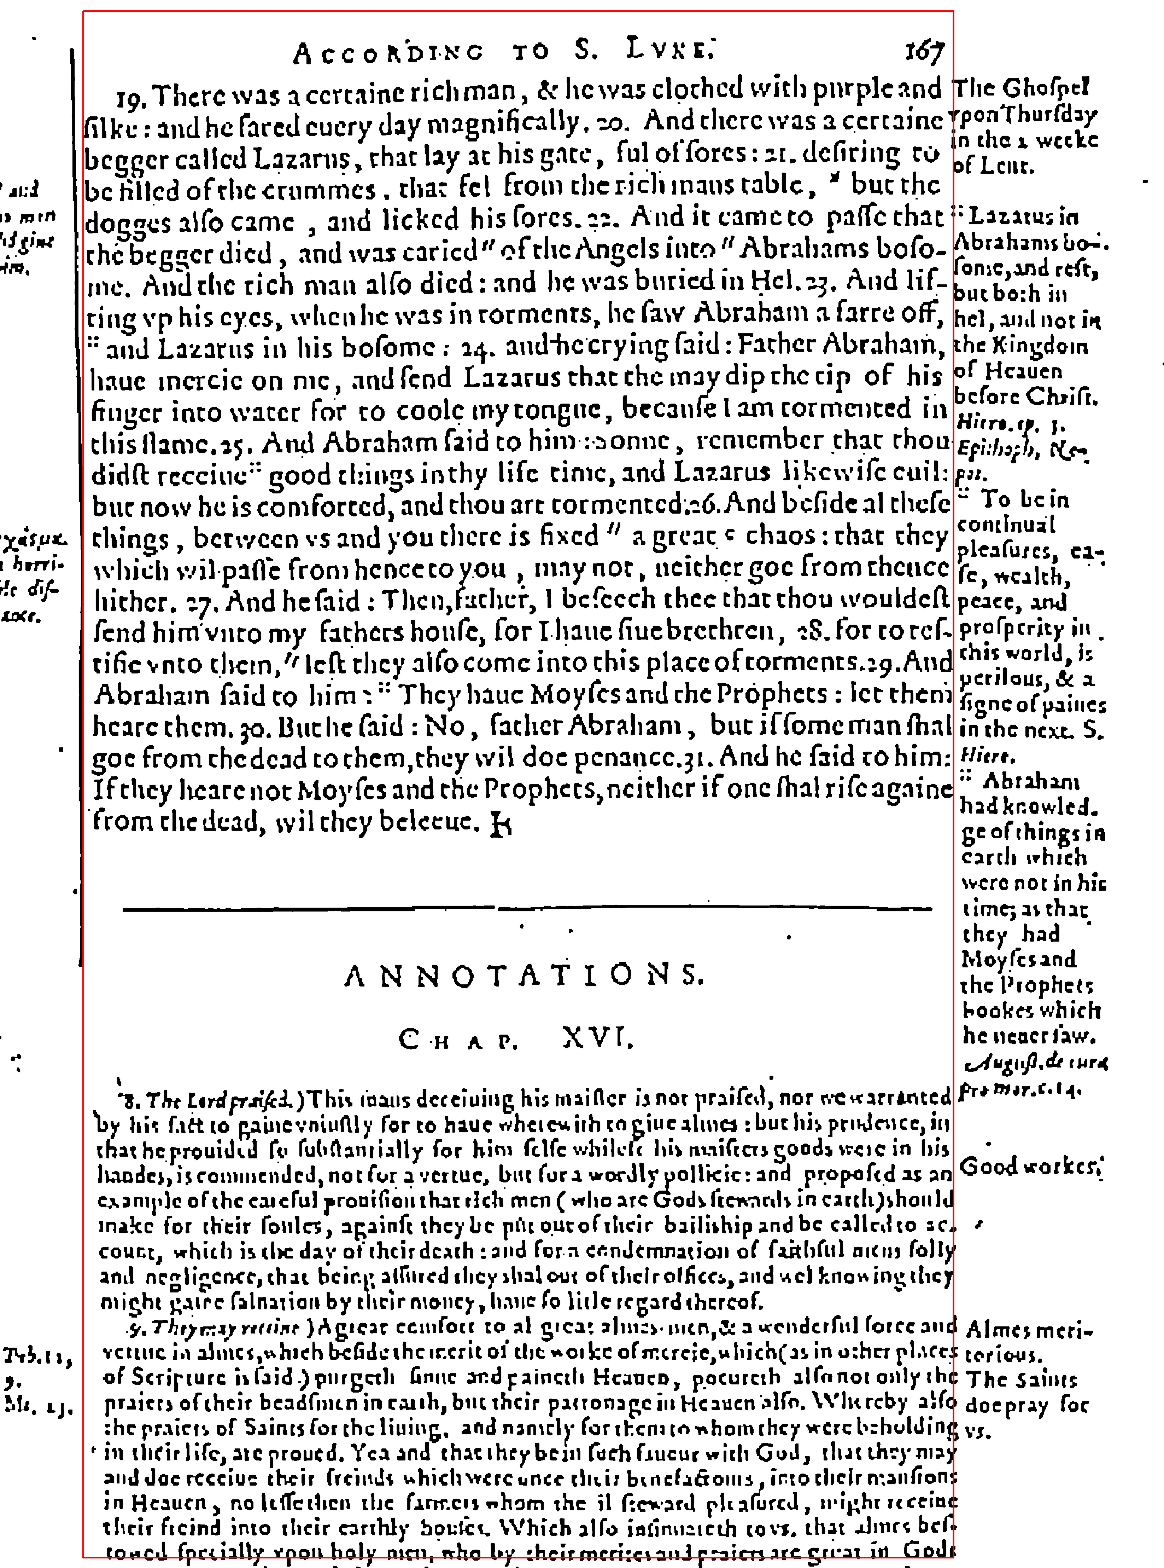 ACCORDING TO S. LVKE. 167
19. There was a certaine rich man, & he was clothed with purple and
ſilke: and he fared euery day magnifically. 20. And there was a certaine
begger called Lazarus, that lay at his gate, ful of ſores: 21. deſiring to
be filled of the crummes, that fel from the rich mans table, * but the
dogges alſo came, and licked his ſores. 22. And it came to paſſe that
the begger died, and was caried " of the Angels into " Abrahams boſo-
me. And the rich man alſo died: and he was buried in Hel. 23. And lif-
ting vp his eyes, when he was in torments, he ſaw Abraham a farre off,
:: and Lazarus in his boſome: 24. and he crying ſaid: Father Abraham,
haue mercie on me, and ſend Lazarus that the may dip the tip of his
finger into water for to coole my tongue, becauſe I am tormented in
this flame. 25. And Abraham ſaid to him: Sonne, remember that thou
didſt receiue :: good things in thy life time, and Lazarus likewiſe euil:
but now he is comforted, and thou art tormented. 26. And beſide al theſe
things, between vs and you there is fixed " a great c chaos: that they
which wil paſſe from hence to you, may not, neither goe from thence
hither. 27. And he ſaid: Then, father, I beſeech thee that thou wouldeſt
ſend him vnto my fathers houſe, for I haue fiue brethren, 28. for to teſ-
tifie vnto them, " leſt they alſo come into this place of torments. 29. And
Abraham ſaid to him: :: They haue Moyſes and the Prophets: let them
heare them. 30. But he ſaid: No, father Abraham, but if ſome man ſhal
goe from the dead to them, they wil doe penance. 31. And he ſaid to him:
If they heare not Moyſes and the Prophets, neither if one ſhal riſe againe
from the dead, wil they beleeue.
The Ghoſpel
vpon Thurſday
in the 2 weeke
of Lent.
:: Lazarus in
Abrahams bo-
ſome, and reſt,
but both in
hel, and not in
the Kingdom
of Heauen
before Chriſt.
Hiero. ep. 3.
Epitaph. Ne-
pot.
:: To be in
continual
pleaſures, ea-
ſe, wealth,
peace, and
proſperity in
this world, is
perilous, & a
ſigne of paines
in the next. S.
Hiero.
:: Abraham
had knowled-
ge of things in
earth which
were not in his
time; as that
they had
Moyſes and
the Prophets
bookes which
he neuer ſaw.
Auguſt. de cura
pro mor. c. 14.
ANNOTATIONS.
CHAP. XVI.
8. The Lord praiſed.) This mans deceiuing his maiſter is not praiſed, nor we warranted
by his fact to gaine vniuſtly for to haue wherewith to giue almes: but his prudence, in
that he prouided ſo ſubſtantially for him ſelfe whileſt his maiſters goods were in his
handes, is commended, not for a vertue, but for a wordly pollicie: and propoſed as an
example of the careful prouiſion that rich men (who are Gods ſtewards in earth) should
make for their ſoules, againſt they be put out of their bailiſhip and be called to ac-
count, which is the day of their death: and for a condemnation of faithful mens folly
and negligence, that being aſſured they shal out of their offices, and wel knowing they
might gaine ſaluation by their money, haue ſo litle regard thereof.
9. They may receiue) A great comfort to al great almes-men, & a wonderful force and
vertue in almes, which beſide the merit of the worke of mercie, which (as in other places
of Scripture is ſaid.) purgeth ſinne and gaineth Heauen, pocureth alſo not only the
praiers of their beadſmen in earth, but their patronage in Heauen alſo. Whereby alſo
the praiers of Saints for the liuing, and namely for them to whom they were beholding
in their life, are proued. Yea and that they be in ſuch fauour with God, that they may
and doe receiue their freinds which were once their benefactours, into their manſions
in Heauen, no leſſe then the farmers whom the il ſteward pleaſured, might receiue
their freind into their earthly houſes. Which alſo inſinuateth to vs, that almes beſ-
towed ſpecially vpon holy men, who by their merites and praiers are great in Gods
Good workes.
Almes meri-
torious.
The Saints
doe pray for
vs.
and
men
him.
χάσμα.
horri-
dif-
Tob. 12,
9.